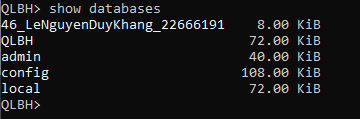 QLBH> show databases
46_LeNguyenDuyKhang_22666191 8.00 KiB
QLBH 72.00 KiB
admin 40.00 KiB
config 108.00 KiB
local 72.00 KiB
QLBH>